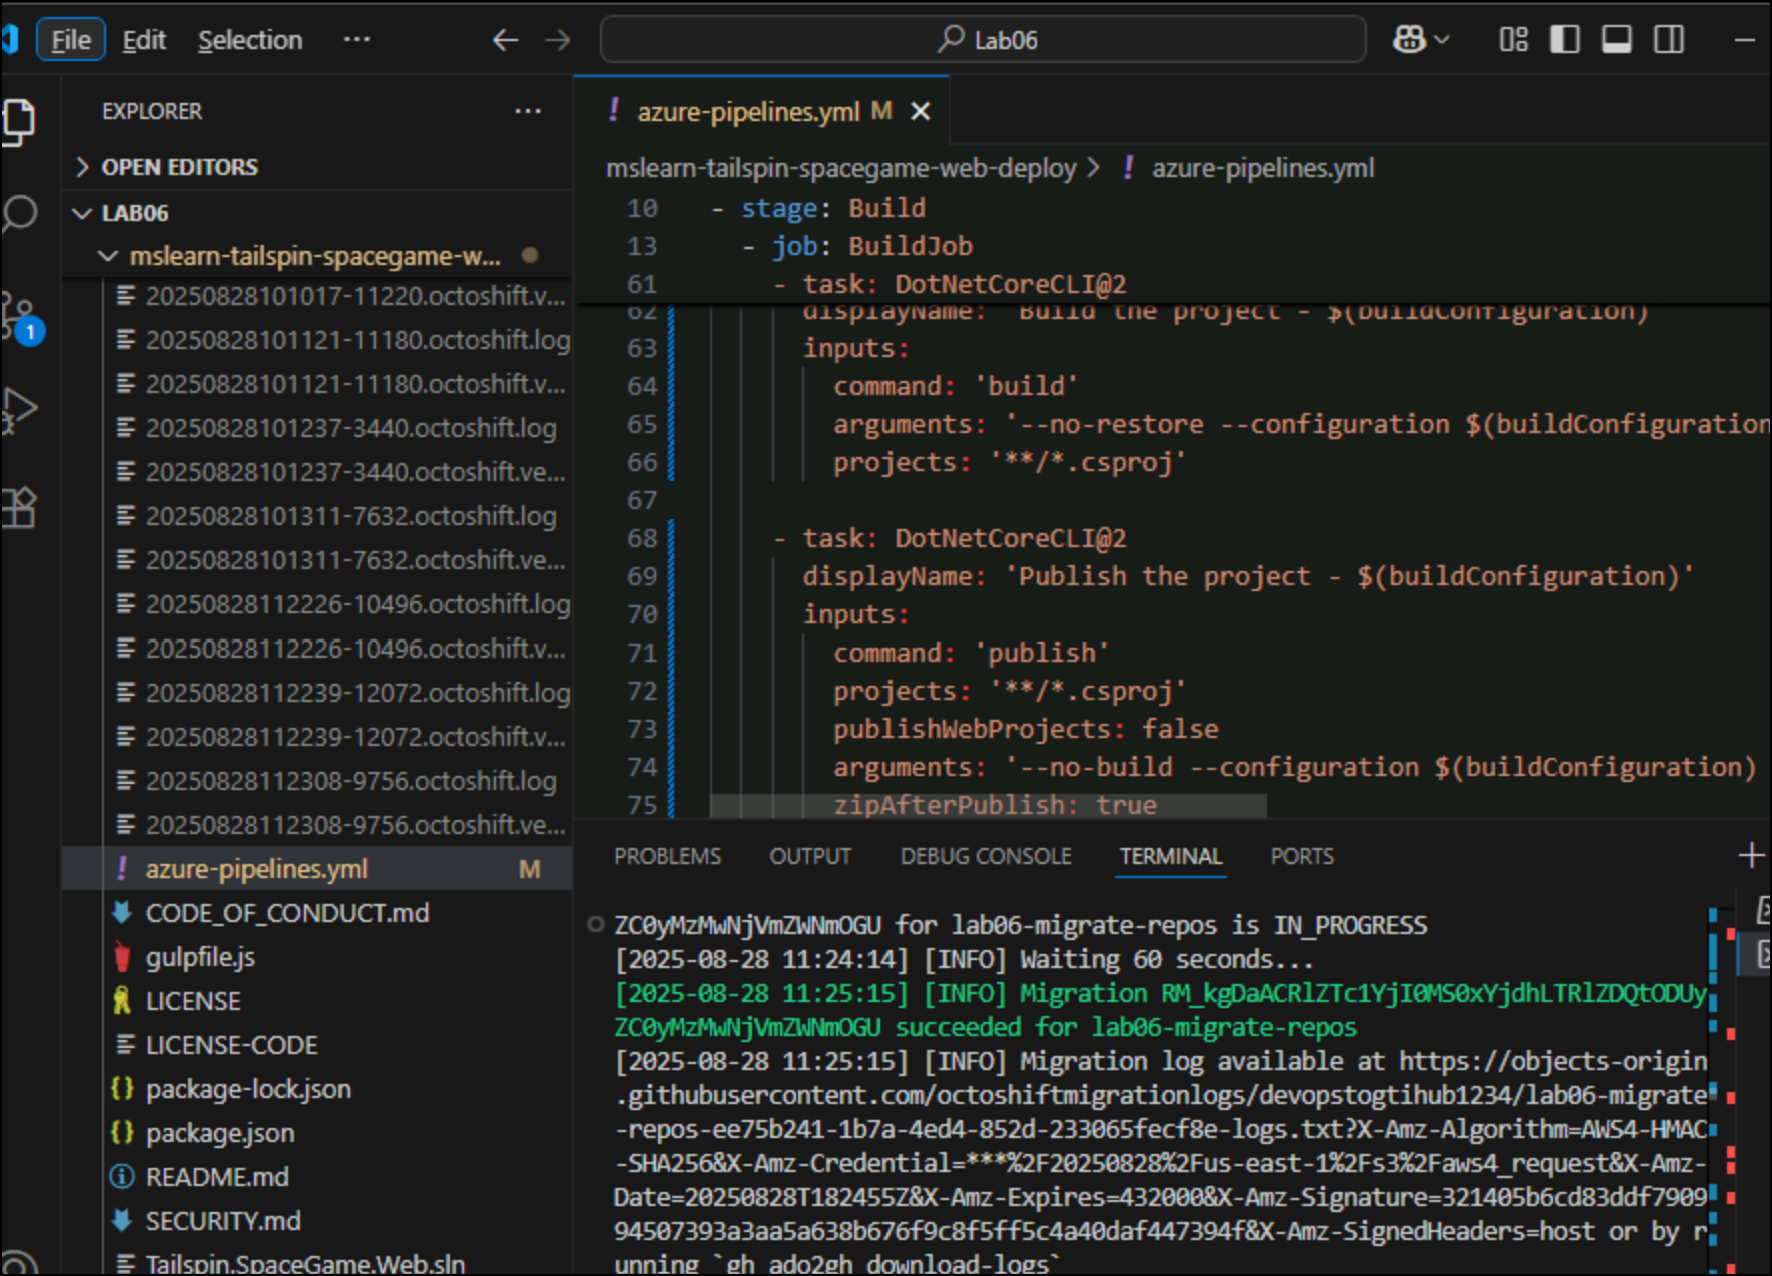 File Edit Selection ··· Lab06
EXPLORER ···
OPEN EDITORS
LAB06
mslearn-tailspin-spacegame-w...
20250828101017-11220.octoshift.v...
20250828101121-11180.octoshift.log
20250828101121-11180.octoshift.v...
20250828101237-3440.octoshift.log
20250828101237-3440.octoshift.ve...
20250828101311-7632.octoshift.log
20250828101311-7632.octoshift.ve...
20250828112226-10496.octoshift.log
20250828112226-10496.octoshift.v...
20250828112239-12072.octoshift.log
20250828112239-12072.octoshift.v...
20250828112308-9756.octoshift.log
20250828112308-9756.octoshift.ve...
! azure-pipelines.yml M
CODE_OF_CONDUCT.md
gulpfile.js
LICENSE
LICENSE-CODE
{} package-lock.json
{} package.json
README.md
SECURITY.md
Tailspin.SpaceGame.Web.sln
1
! azure-pipelines.yml M
mslearn-tailspin-spacegame-web-deploy > ! azure-pipelines.yml
10 - stage: Build
13 - job: BuildJob
61 - task: DotNetCoreCLI@2
62 displayName: 'Build the project - $(buildConfiguration)
63 inputs:
64 command: 'build'
65 arguments: '--no-restore --configuration $(buildConfiguration
66 projects: '**/*.csproj'
67
68 - task: DotNetCoreCLI@2
69 displayName: 'Publish the project - $(buildConfiguration)'
70 inputs:
71 command: 'publish'
72 projects: '**/*.csproj'
73 publishWebProjects: false
74 arguments: '--no-build --configuration $(buildConfiguration)
75 zipAfterPublish: true
PROBLEMS OUTPUT DEBUG CONSOLE TERMINAL PORTS
ZC0yMzMwNjVmZWNmOGU for lab06-migrate-repos is IN_PROGRESS
[2025-08-28 11:24:14] [INFO] Waiting 60 seconds...
[2025-08-28 11:25:15] [INFO] Migration RM_kgDaACRlZTc1YjI0MS0xYjdhLTRlZDQtODUy
ZC0yMzMwNjVmZWNmOGU succeeded for lab06-migrate-repos
[2025-08-28 11:25:15] [INFO] Migration log available at https://objects-origin
.githubusercontent.com/octoshiftmigrationlogs/devopstogtihub1234/lab06-migrate
-repos-ee75b241-1b7a-4ed4-852d-233065fecf8e-logs.txt?X-Amz-Algorithm=AWS4-HMAC
-SHA256&X-Amz-Credential=***%2F20250828%2Fus-east-1%2Fs3%2Faws4_request&X-Amz-
Date=20250828T182455Z&X-Amz-Expires=432000&X-Amz-Signature=321405b6cd83ddf7909
94507393a3aa5a638b676f9c8f5ff5c4a40daf447394f&X-Amz-SignedHeaders=host or by r
unning `gh ado2gh download-logs`